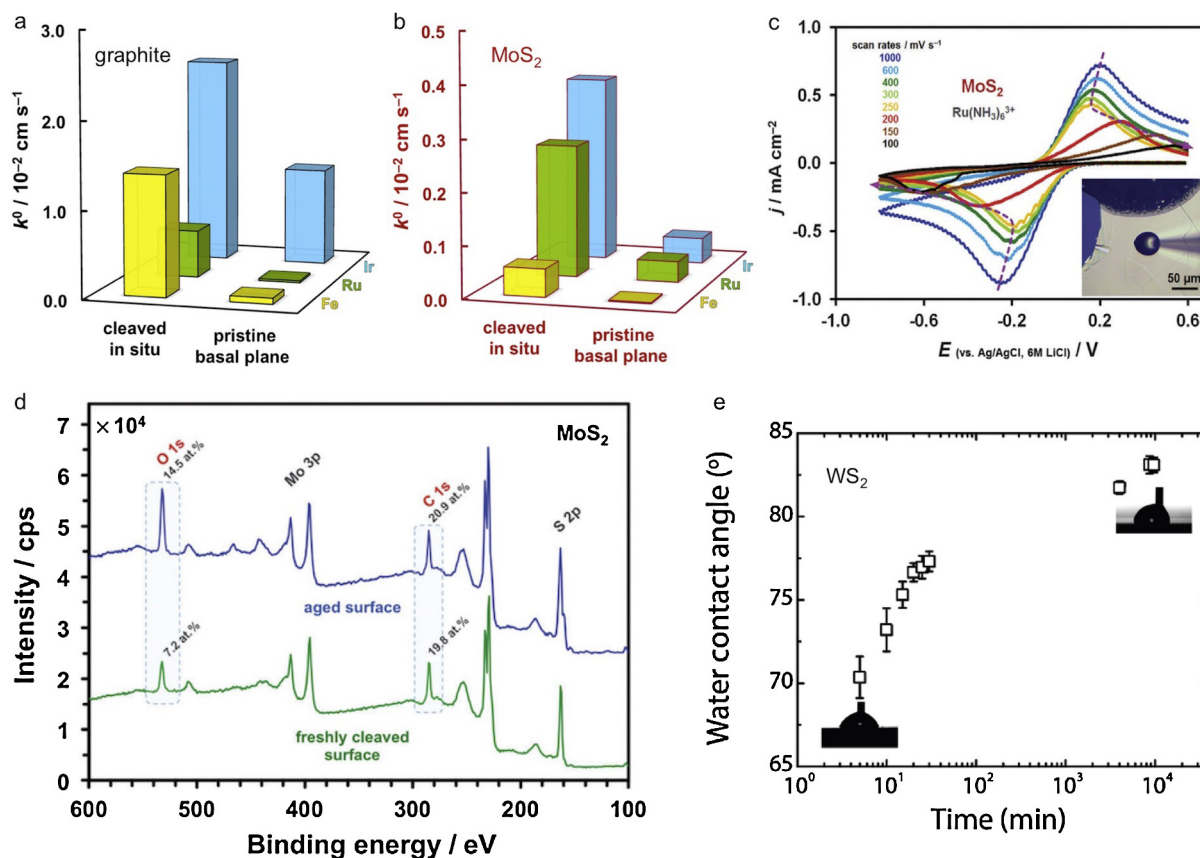 a
graphite
3.0
2.0
1.0
0.0
k⁰ / 10⁻² cm s⁻¹
cleaved in situ
pristine basal plane
Fe
Ru
Ir
b
MoS₂
0.5
0.4
0.3
0.2
0.1
0.0
k⁰ / 10⁻² cm s⁻¹
cleaved in situ
pristine basal plane
Fe
Ru
Ir
c
scan rates / mV s⁻¹
1000
600
400
300
250
200
150
100
MoS₂
Ru(NH₃)₆³⁺
1.0
0.5
0.0
-0.5
-1.0
j / mA cm⁻²
50 µm
-1.0
-0.6
-0.2
0.2
0.6
E (vs. Ag/AgCl, 6M LiCl) / V
d
×10⁴
MoS₂
7
6
5
4
3
2
1
0
Intensity / cps
O 1s
14.5 at.%
Mo 3p
C 1s
20.9 at.%
S 2p
aged surface
7.2 at.%
19.8 at.%
freshly cleaved
surface
600
500
400
300
200
100
Binding energy / eV
e
WS₂
85
80
75
70
65
Water contact angle (º)
10⁰
10¹
10²
10³
10⁴
Time (min)